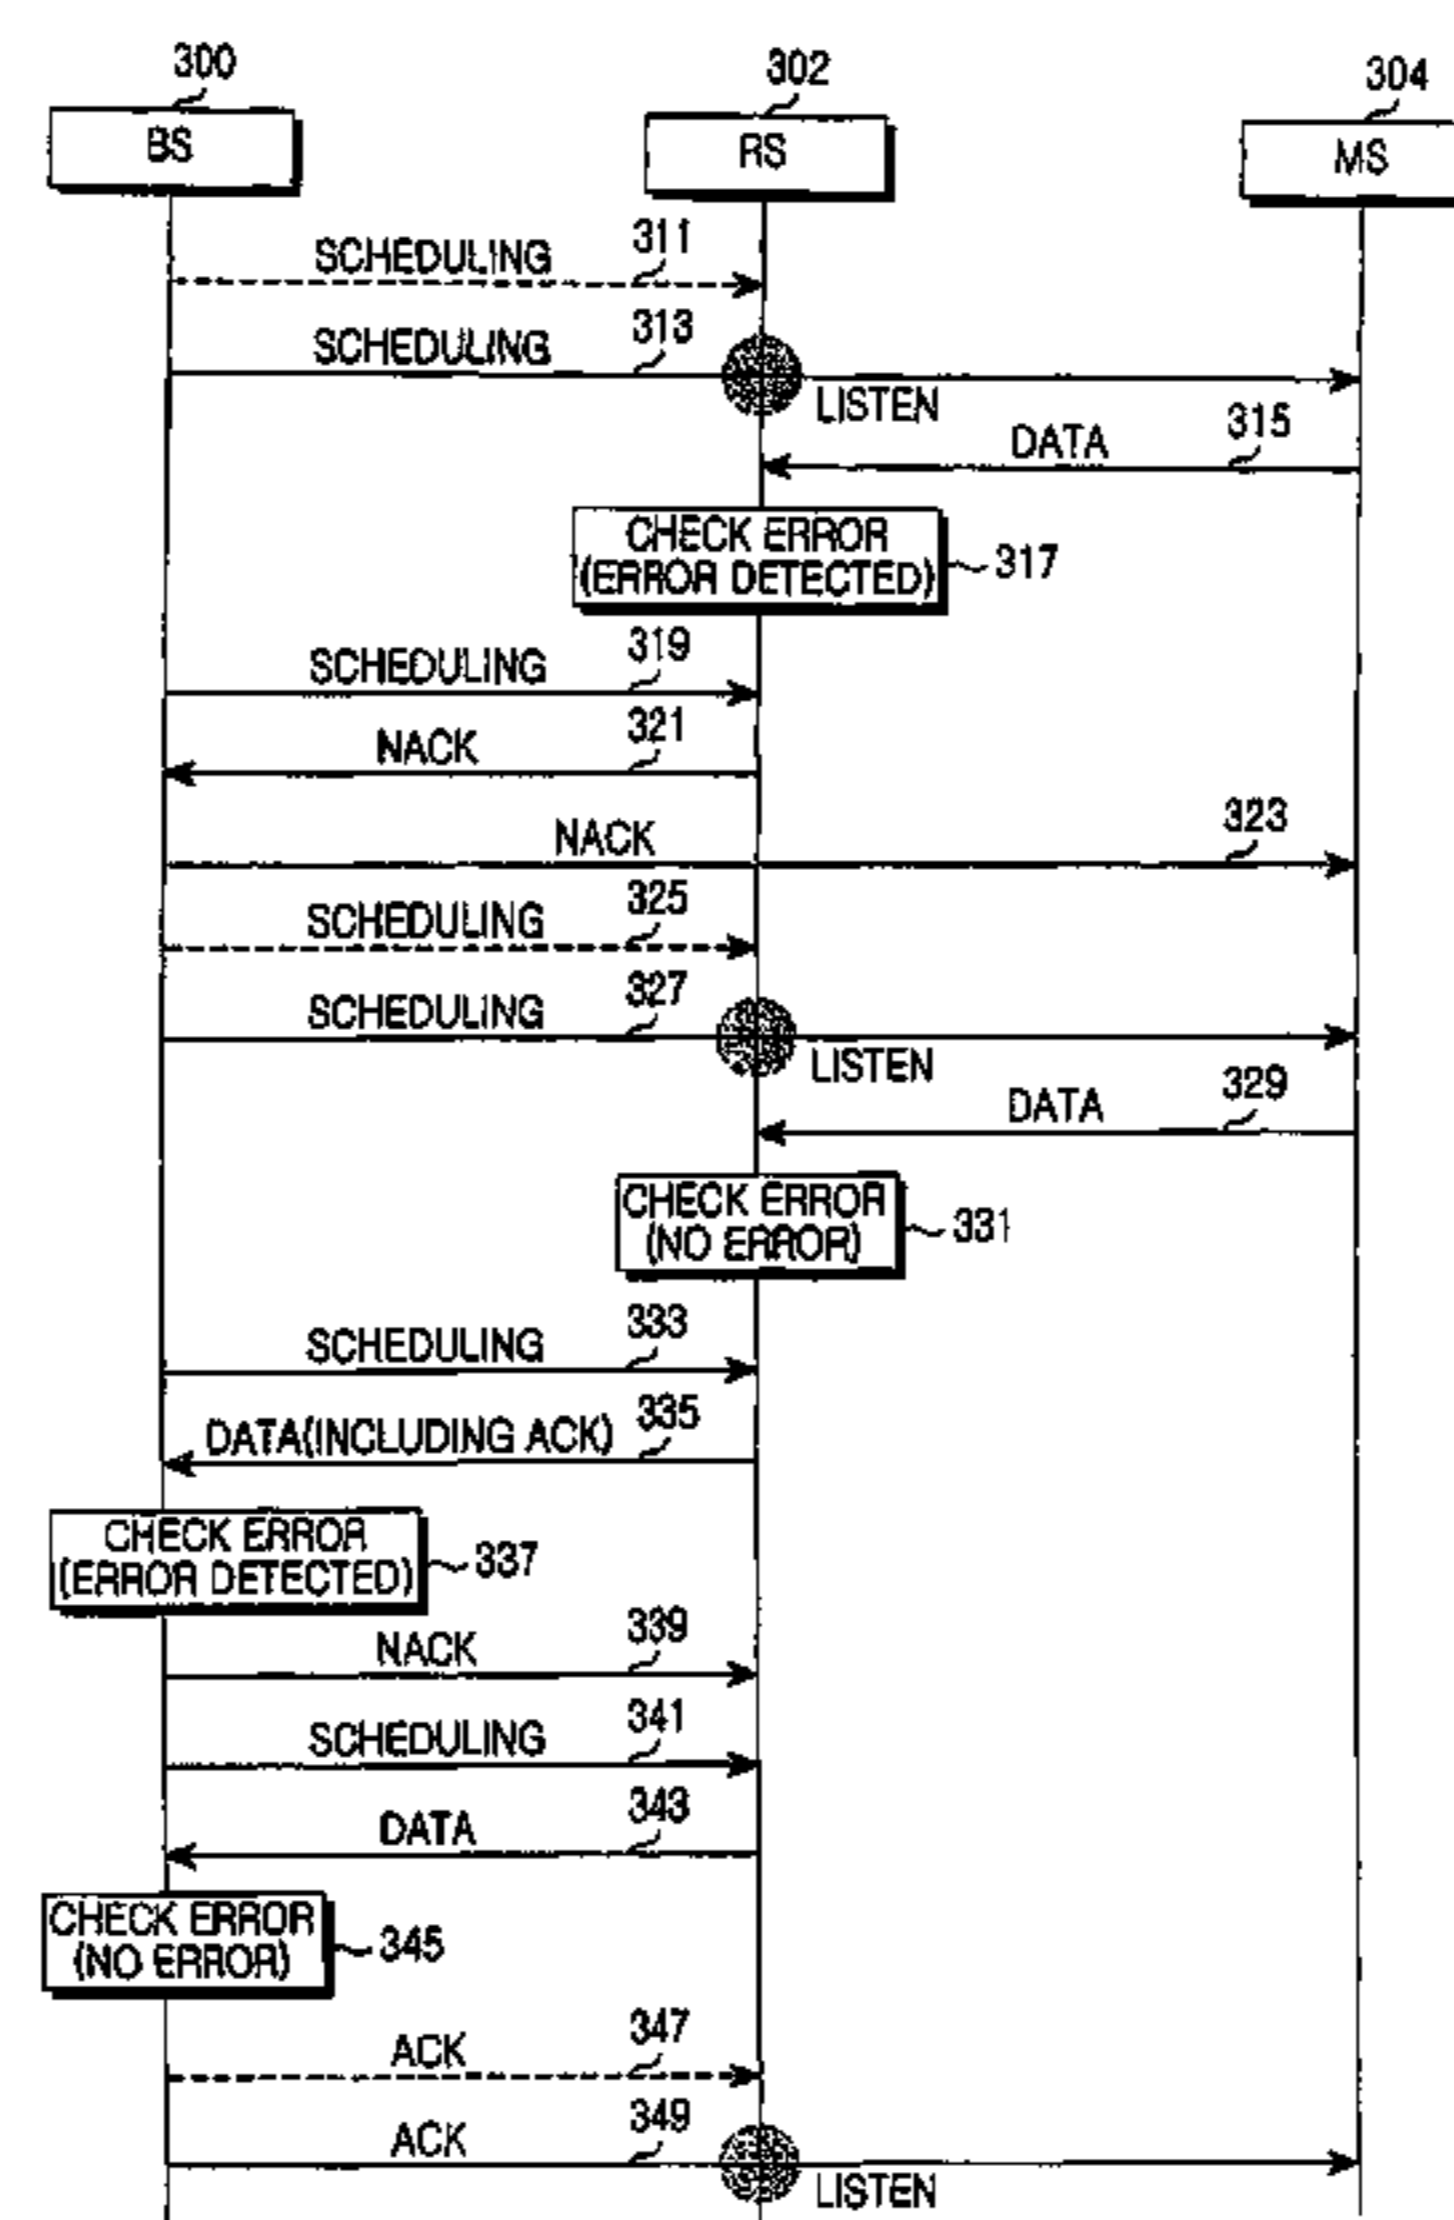 300
302
304
BS
RS
MS
SCHEDULING
311
SCHEDULING
313
LISTEN
DATA
315
CHECK ERROR
(ERROR DETECTED)
317
SCHEDULING
319
NACK
321
NACK
323
SCHEDULING
325
SCHEDULING
327
LISTEN
DATA
329
CHECK ERROR
(NO ERROR)
331
SCHEDULING
333
DATA(INCLUDING ACK)
335
CHECK ERROR
(ERROR DETECTED)
337
NACK
339
SCHEDULING
341
DATA
343
CHECK ERROR
(NO ERROR)
345
ACK
347
ACK
349
LISTEN